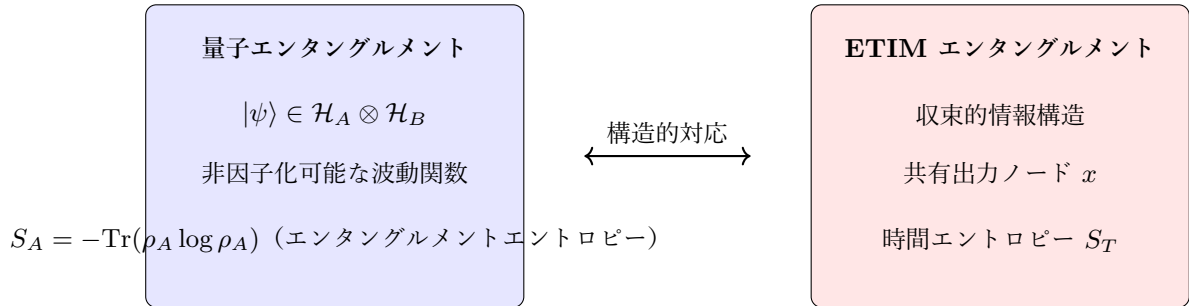 量子エンタングルメント
|ψ⟩ ∈ ℋ_A ⊗ ℋ_B
非因子化可能な波動関数
S_A = −Tr(ρ_A log ρ_A)（エンタングルメントエントロピー）
構造的対応
ETIM エンタングルメント
収束的情報構造
共有出力ノード x
時間エントロピー S_T